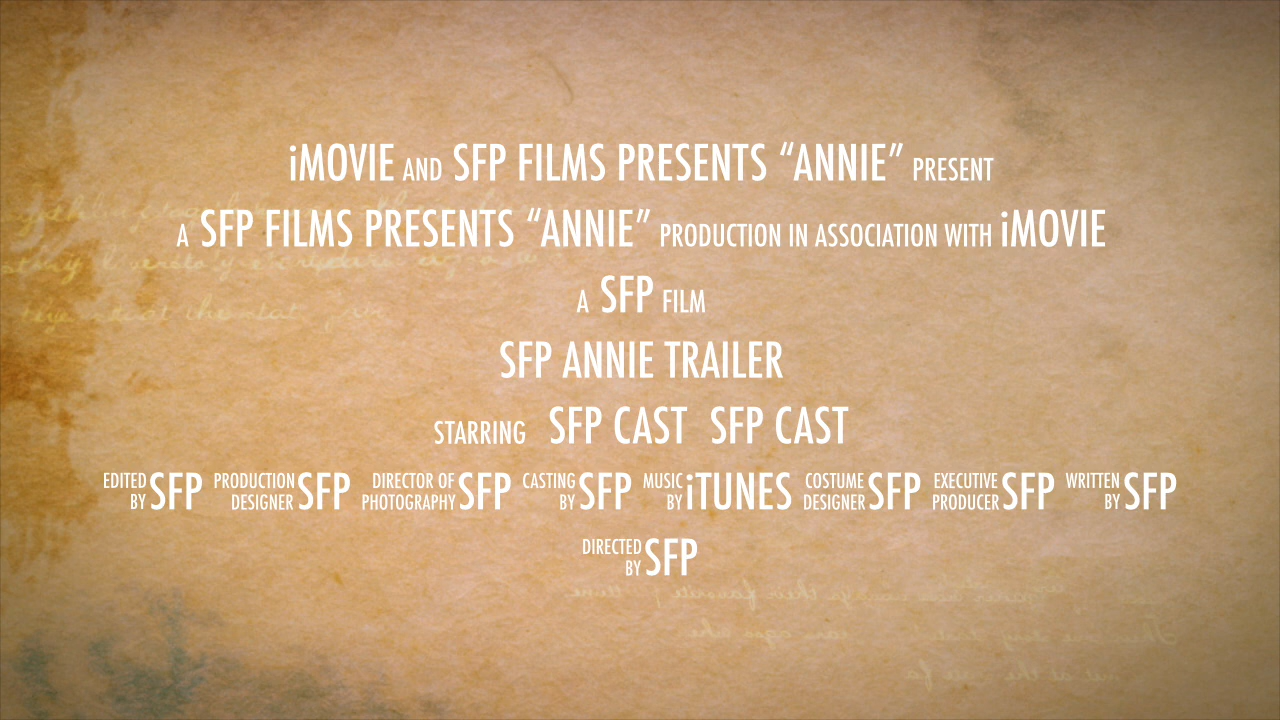 iMOVIE AND SFP FILMS PRESENTS “ANNIE” PRESENT
A SFP FILMS PRESENTS “ANNIE” PRODUCTION IN ASSOCIATION WITH iMOVIE
A SFP FILM
SFP ANNIE TRAILER
STARRING SFP CAST SFP CAST
EDITED BY SFP PRODUCTION DESIGNER SFP DIRECTOR OF PHOTOGRAPHY SFP CASTING BY SFP MUSIC BY iTUNES COSTUME DESIGNER SFP EXECUTIVE PRODUCER SFP WRITTEN BY SFP
DIRECTED BY SFP